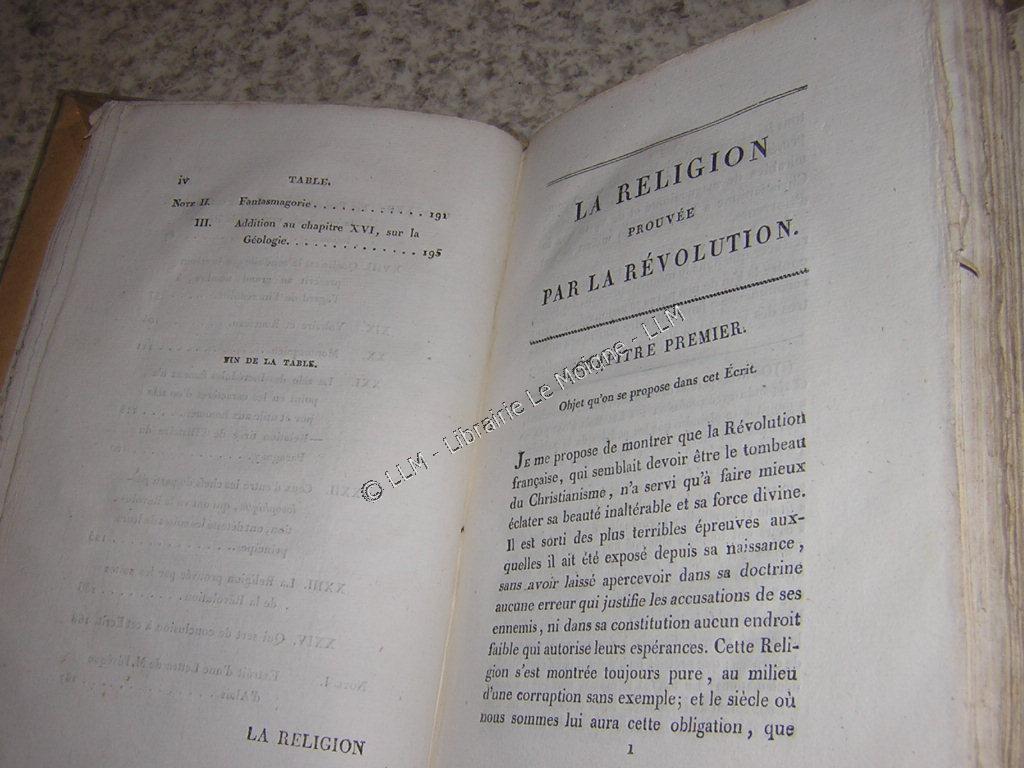 iv TABLE.
NOTE II. Fantasmagorie . . . . . . . . . . . . 191
III. Addition au chapitre XVI, sur la
Géologie. . . . . . . . . . . . . . 195
FIN DE LA TABLE.
LA RELIGION
LA RELIGION
PROUVÉE
PAR LA RÉVOLUTION.
PREMIER.
Objet qu'on se propose dans cet Écrit.
JE me propose de montrer que la Révolution
française, qui semblait devoir être le tombeau
du Christianisme, n'a servi qu'à faire mieux
éclater sa beauté inaltérable et sa force divine.
Il est sorti des plus terribles épreuves aux-
quelles il ait été exposé depuis sa naissance,
sans avoir laissé apercevoir dans sa doctrine
aucune erreur qui justifie les accusations de ses
ennemis, ni dans sa constitution aucun endroit
faible qui autorise leurs espérances. Cette Reli-
gion s'est montrée toujours pure, au milieu
d'une corruption sans exemple; et le siècle où
nous sommes lui aura cette obligation, que
1
© LLM - Librairie Le Moigne - LLM